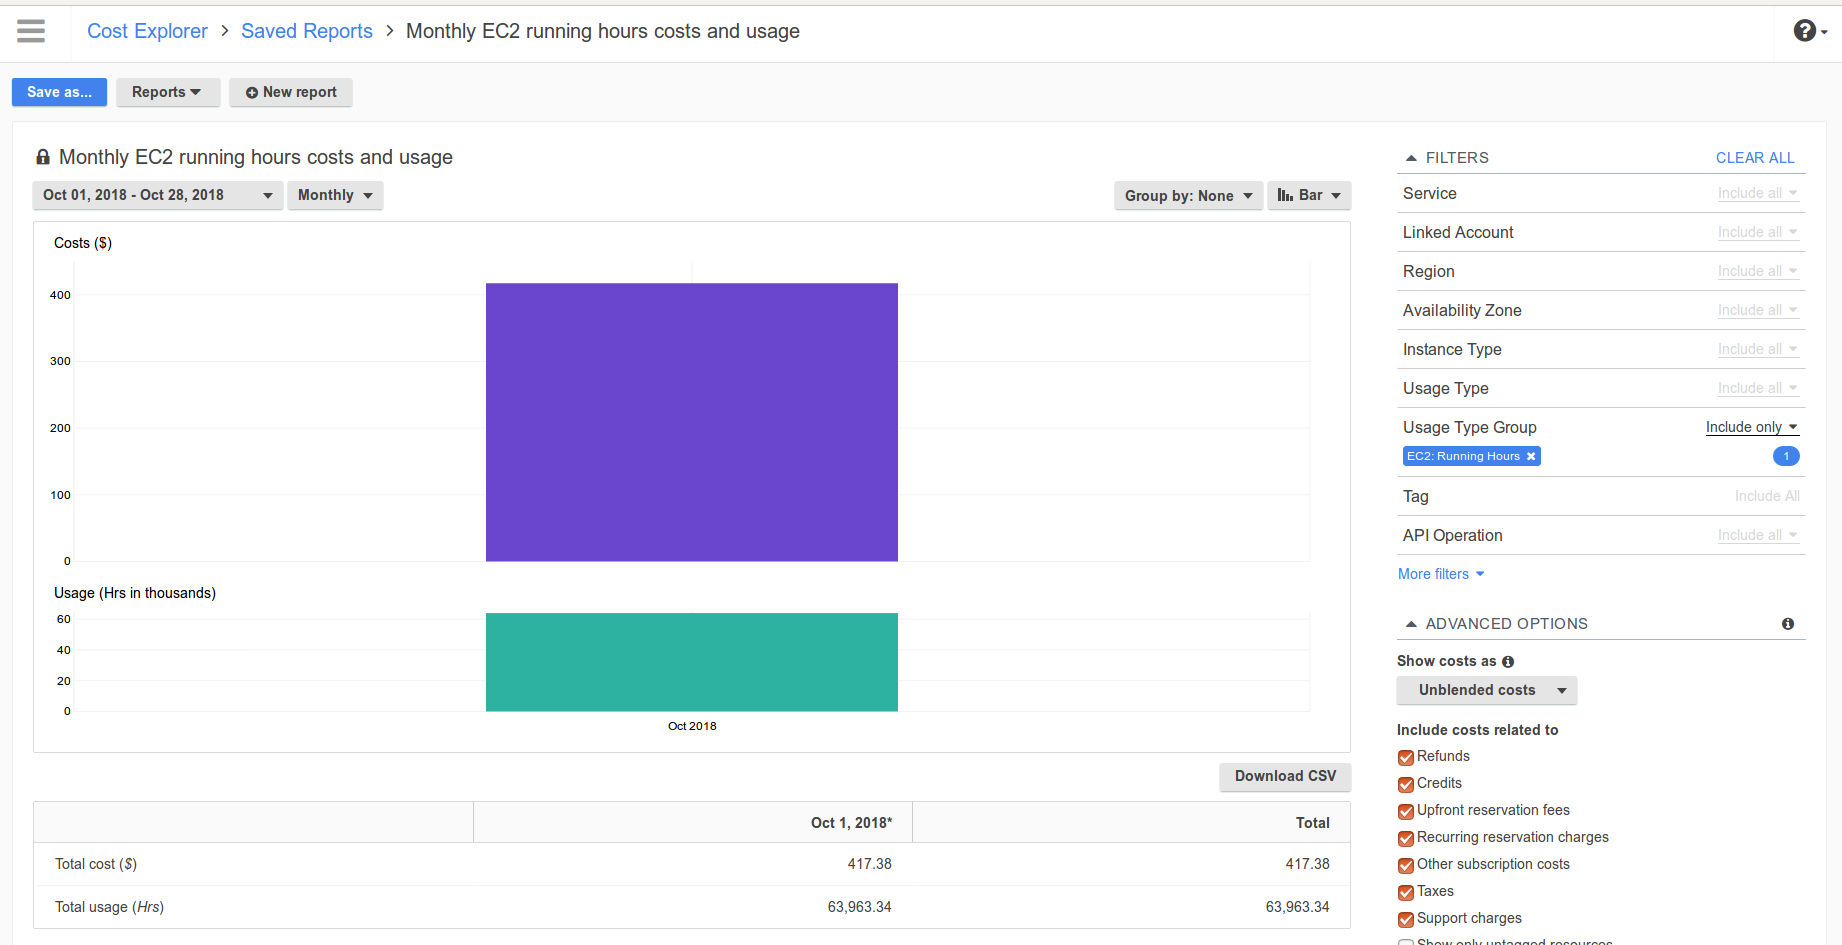 Cost Explorer > Saved Reports > Monthly EC2 running hours costs and usage
Save as...
Reports
New report
Monthly EC2 running hours costs and usage
Oct 01, 2018 - Oct 28, 2018
Monthly
Group by: None
Bar
Costs ($)
400
300
200
100
0
Usage (Hrs in thousands)
60
40
20
0
Oct 2018
Download CSV
Oct 1, 2018* Total
Total cost ($) 417.38 417.38
Total usage (Hrs) 63,963.34 63,963.34
FILTERS CLEAR ALL
Service Include all
Linked Account Include all
Region Include all
Availability Zone Include all
Instance Type Include all
Usage Type Include all
Usage Type Group Include only
EC2: Running Hours × 1
Tag Include All
API Operation Include all
More filters
ADVANCED OPTIONS
Show costs as
Unblended costs
Include costs related to
Refunds
Credits
Upfront reservation fees
Recurring reservation charges
Other subscription costs
Taxes
Support charges
Show only untagged resources